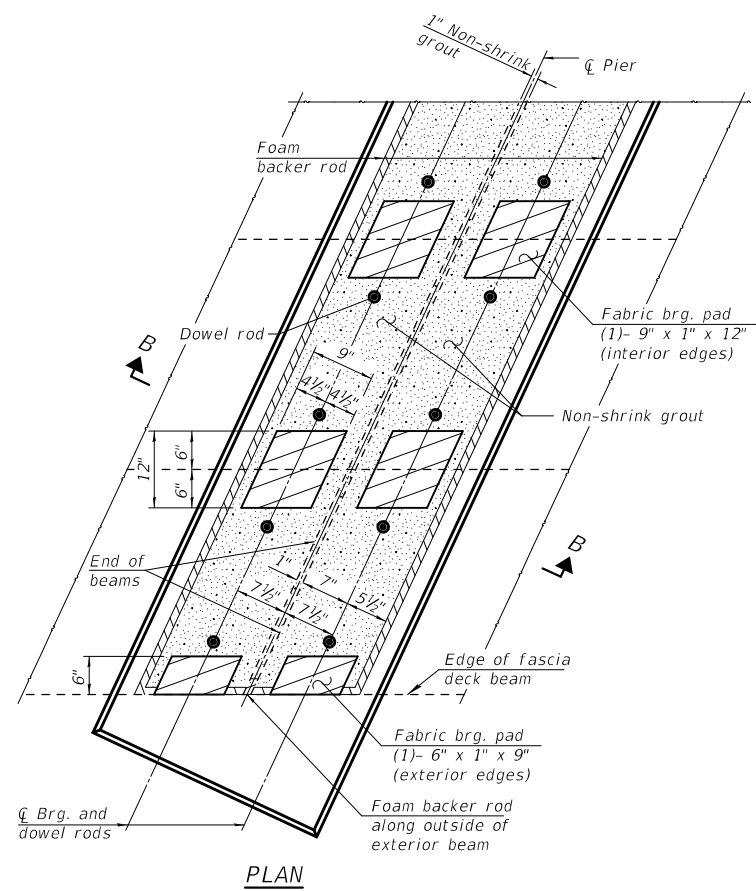 1" Non-shrink
grout
℄ Pier
Foam
backer rod
Fabric brg. pad
(1)- 9" x 1" x 12"
(interior edges)
Dowel rod
B
9"
4½"
4½"
Non-shrink grout
12"
6"
6"
B
End of
beams
1"
7"
7½"
7½"
5½"
6"
Edge of fascia
deck beam
Fabric brg. pad
(1)- 6" x 1" x 9"
(exterior edges)
℄ Brg. and
dowel rods
Foam backer rod
along outside of
exterior beam
PLAN